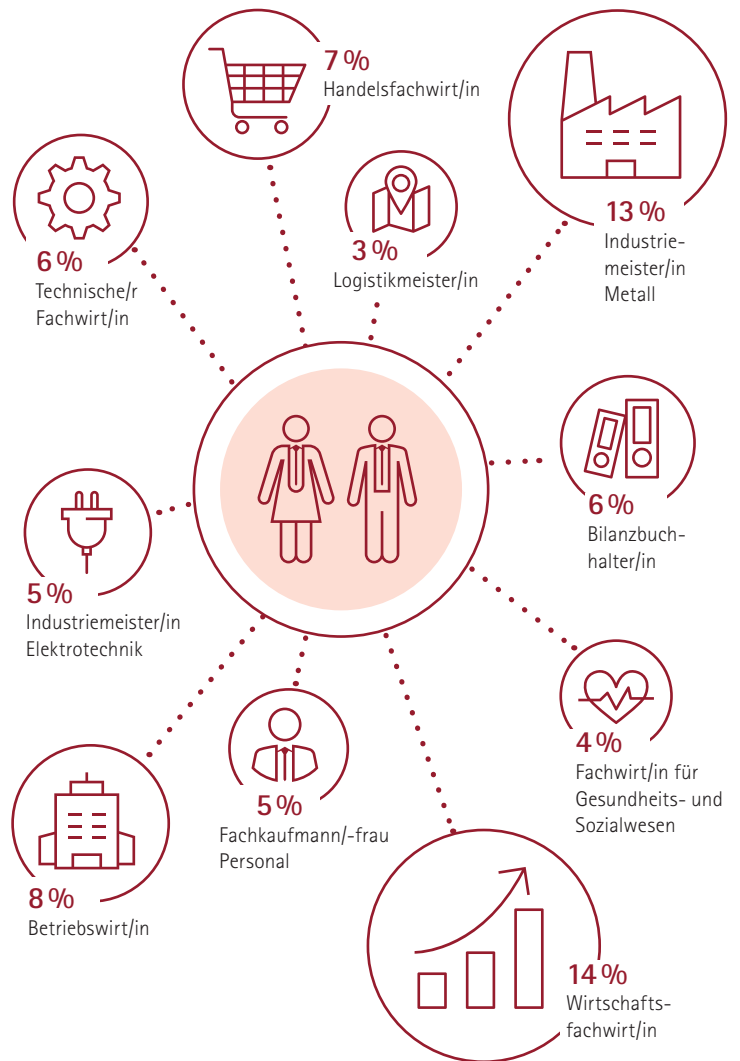 7 %
Handelsfachwirt/in
13 %
Industrie-
meister/in
Metall
3 %
Logistikmeister/in
6 %
Technische/r
Fachwirt/in
6 %
Bilanzbuch-
halter/in
5 %
Industriemeister/in
Elektrotechnik
4 %
Fachwirt/in für
Gesundheits- und
Sozialwesen
5 %
Fachkaufmann/-frau
Personal
8 %
Betriebswirt/in
14 %
Wirtschafts-
fachwirt/in